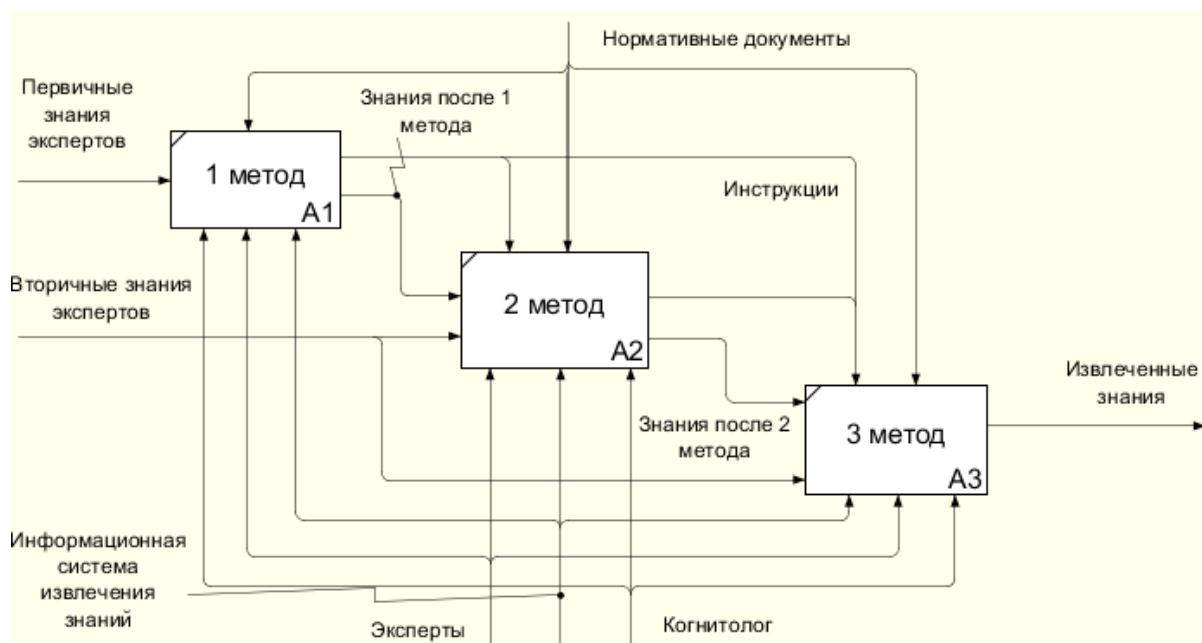 Нормативные документы
Первичные
знания
экспертов
Знания после 1
метода
1 метод
A1
Инструкции
Вторичные знания
экспертов
2 метод
A2
Извлеченные
знания
Знания после 2
метода
3 метод
A3
Информационная
система
извлечения
знаний
Эксперты
Когнитолог